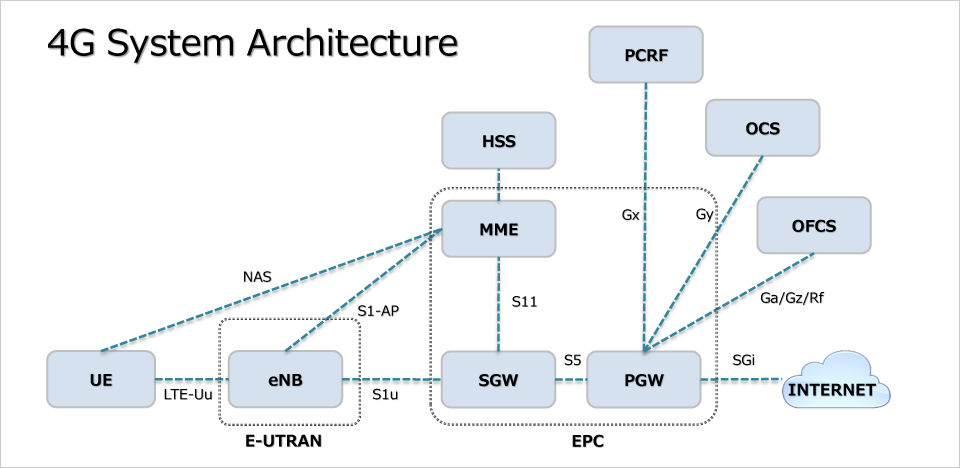 4G System Architecture
PCRF
OCS
HSS
OFCS
MME
Gx
Gy
NAS
S1-AP
S11
Ga/Gz/Rf
UE
LTE-Uu
eNB
S1u
SGW
S5
PGW
SGi
INTERNET
E-UTRAN
EPC